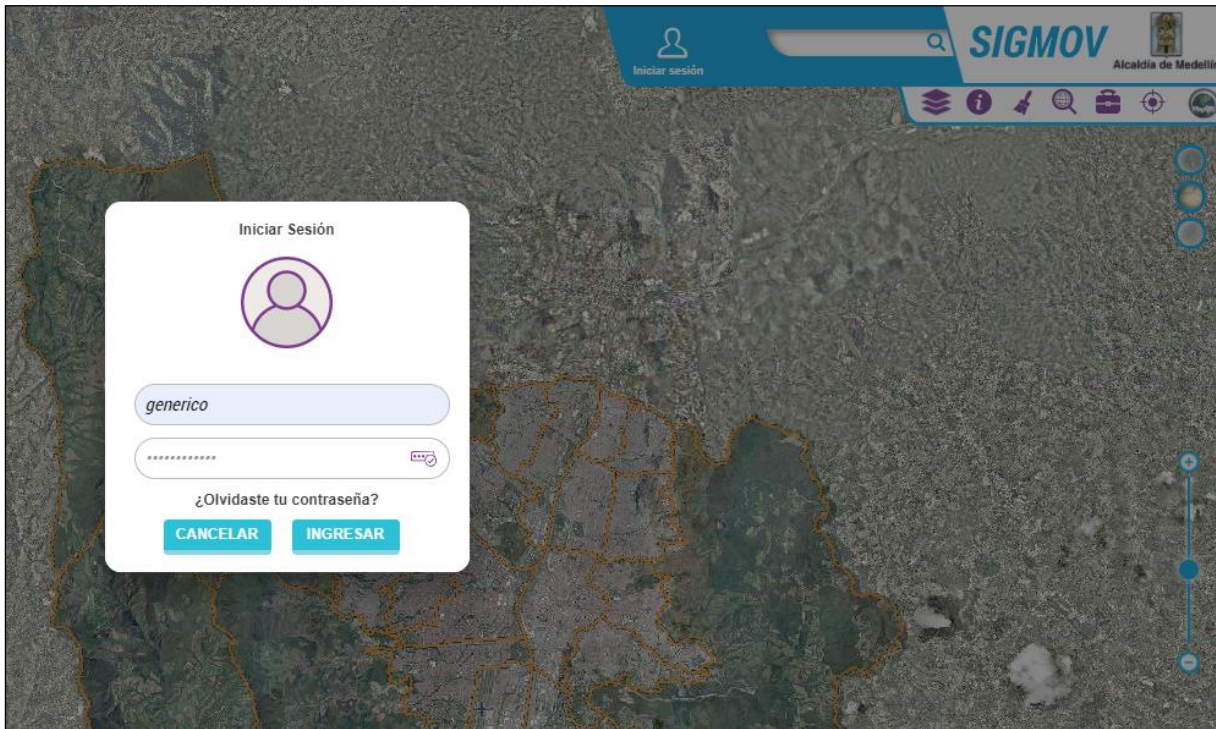 Iniciar sesión
SIGMOV
Alcaldía de Medellín
Iniciar Sesión
generico
¿Olvidaste tu contraseña?
CANCELAR
INGRESAR